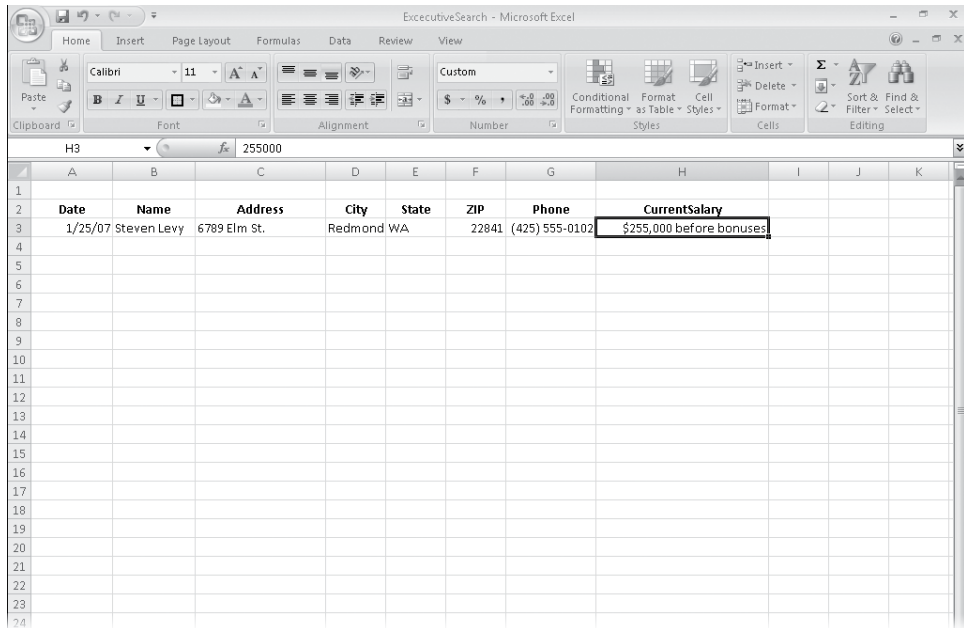 ExcecutiveSearch - Microsoft Excel
Home Insert Page Layout Formulas Data Review View
Paste
Calibri 11 A A
B I U A
Custom
$ % , .00 .00
Conditional Formatting
Format as Table
Cell Styles
Insert
Delete
Format
Σ
Sort & Filter
Find & Select
Clipboard Font Alignment Number Styles Cells Editing
H3 fx 255000
A B C D E F G H I J K
1
2 Date Name Address City State ZIP Phone CurrentSalary
3 1/25/07 Steven Levy 6789 Elm St. Redmond WA 22841 (425) 555-0102 $255,000 before bonuses
4
5
6
7
8
9
10
11
12
13
14
15
16
17
18
19
20
21
22
23
24